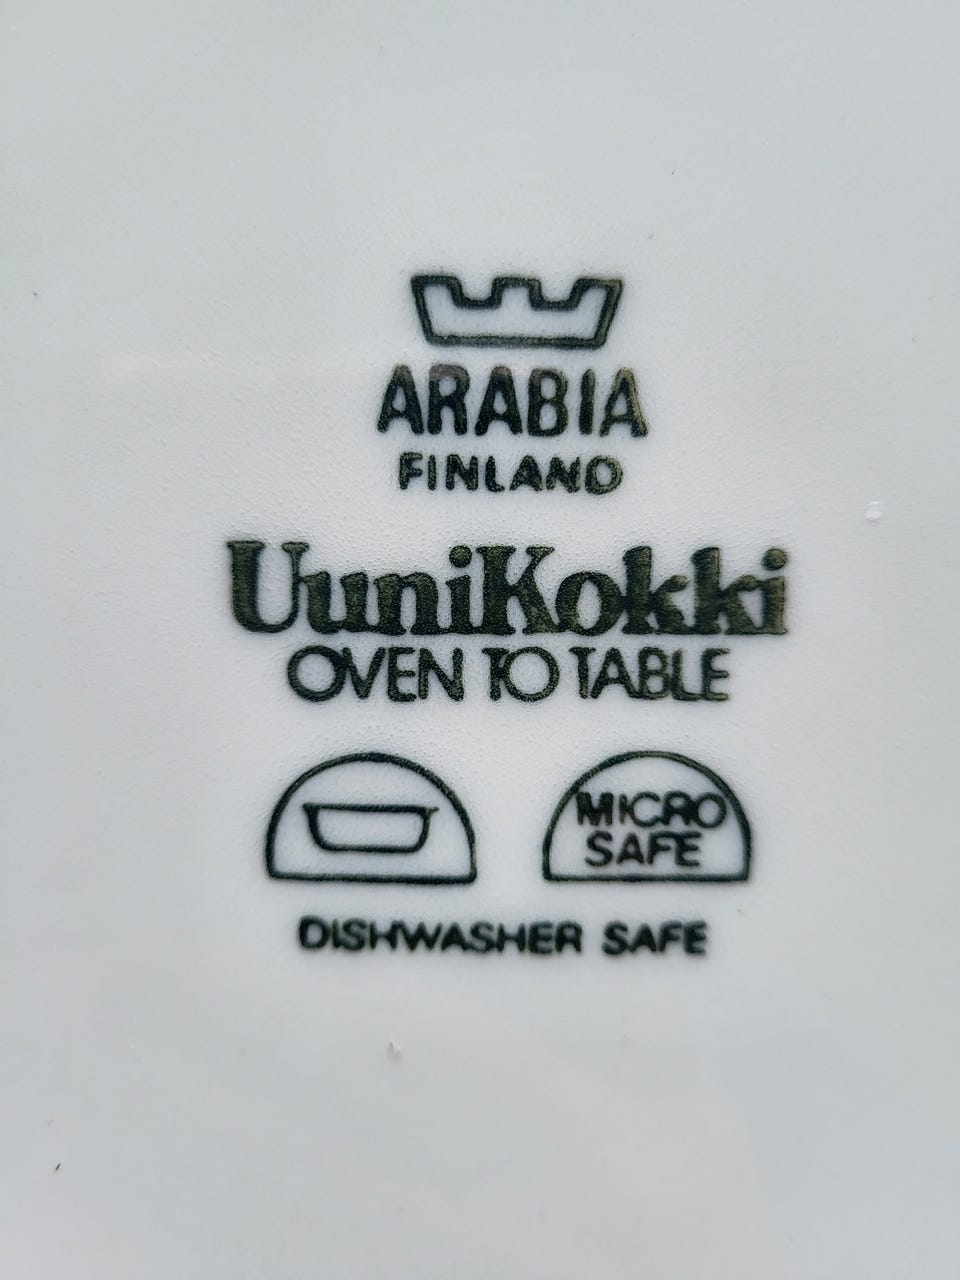 ARABIA
FINLAND
UuniKokki
OVEN TO TABLE
MICRO
SAFE
DISHWASHER SAFE